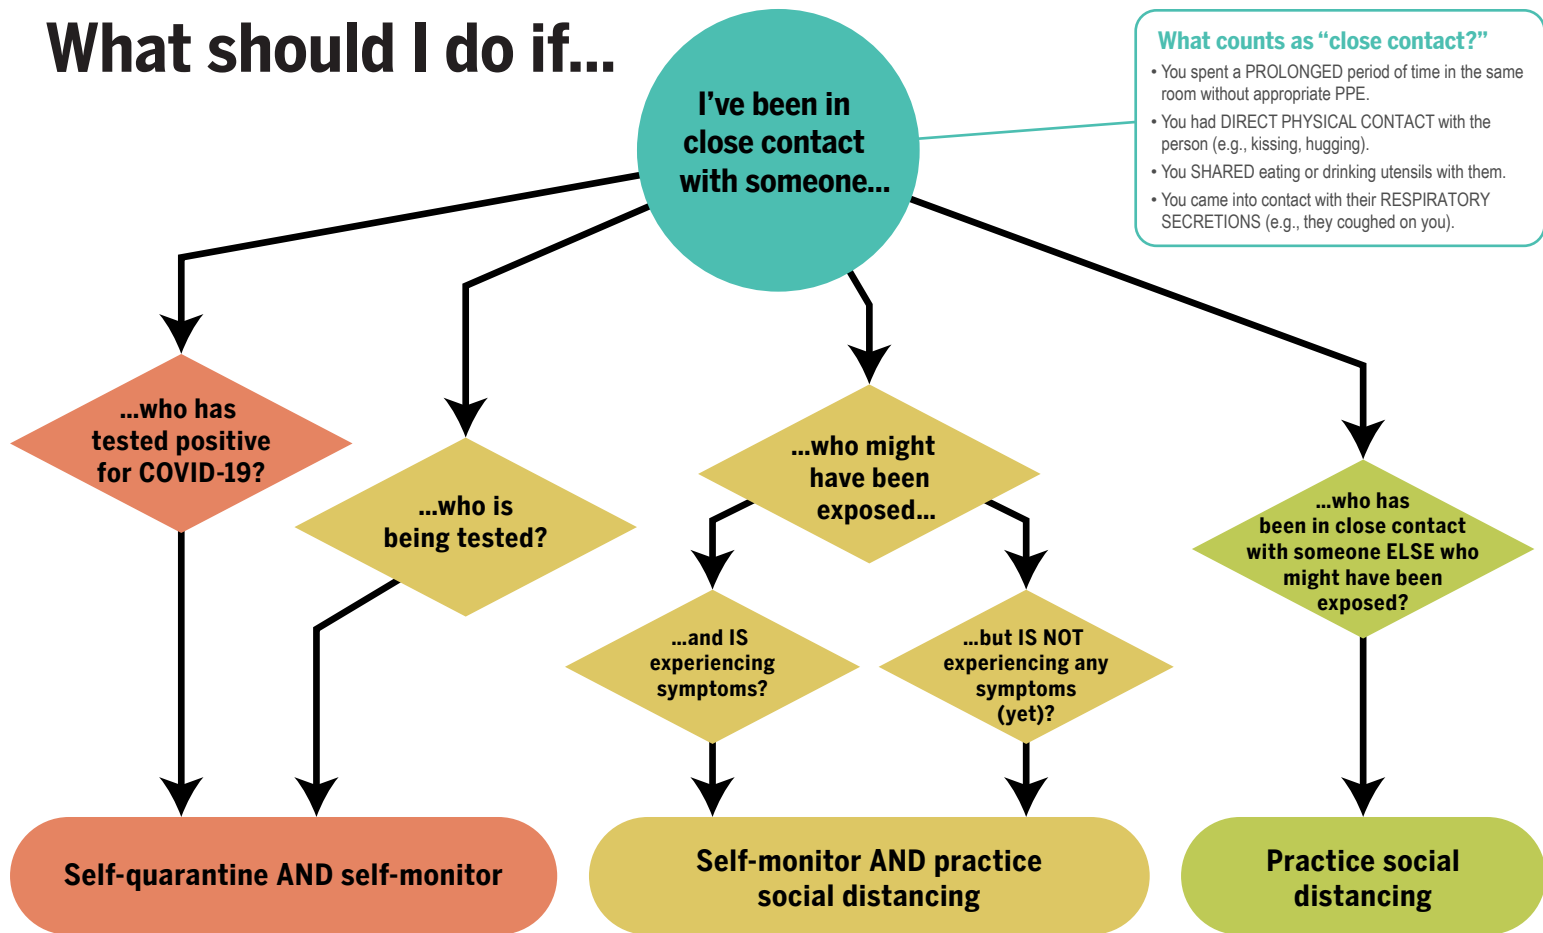 What should I do if...
I've been in
close contact
with someone...
What counts as “close contact?”
• You spent a PROLONGED period of time in the same
room without appropriate PPE.
• You had DIRECT PHYSICAL CONTACT with the
person (e.g., kissing, hugging).
• You SHARED eating or drinking utensils with them.
• You came into contact with their RESPIRATORY
SECRETIONS (e.g., they coughed on you).
...who has
tested positive
for COVID-19?
...who is
being tested?
...who might
have been
exposed...
...who has
been in close contact
with someone ELSE who
might have been
exposed?
...and IS
experiencing
symptoms?
...but IS NOT
experiencing any
symptoms
(yet)?
Self-quarantine AND self-monitor
Self-monitor AND practice
social distancing
Practice social
distancing